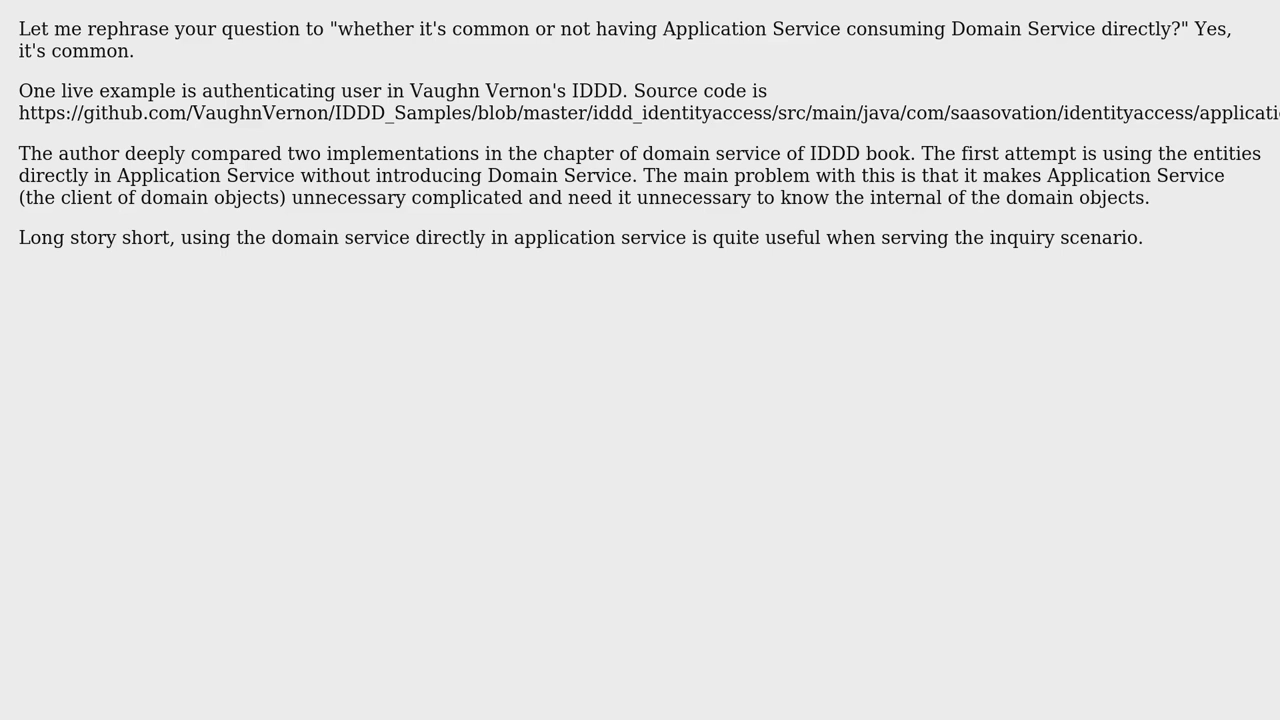 Let me rephrase your question to "whether it's common or not having Application Service consuming Domain Service directly?" Yes,
it's common.
One live example is authenticating user in Vaughn Vernon's IDDD. Source code is
https://github.com/VaughnVernon/IDDD_Samples/blob/master/iddd_identityaccess/src/main/java/com/saasovation/identityaccess/applicatio
The author deeply compared two implementations in the chapter of domain service of IDDD book. The first attempt is using the entities
directly in Application Service without introducing Domain Service. The main problem with this is that it makes Application Service
(the client of domain objects) unnecessary complicated and need it unnecessary to know the internal of the domain objects.
Long story short, using the domain service directly in application service is quite useful when serving the inquiry scenario.